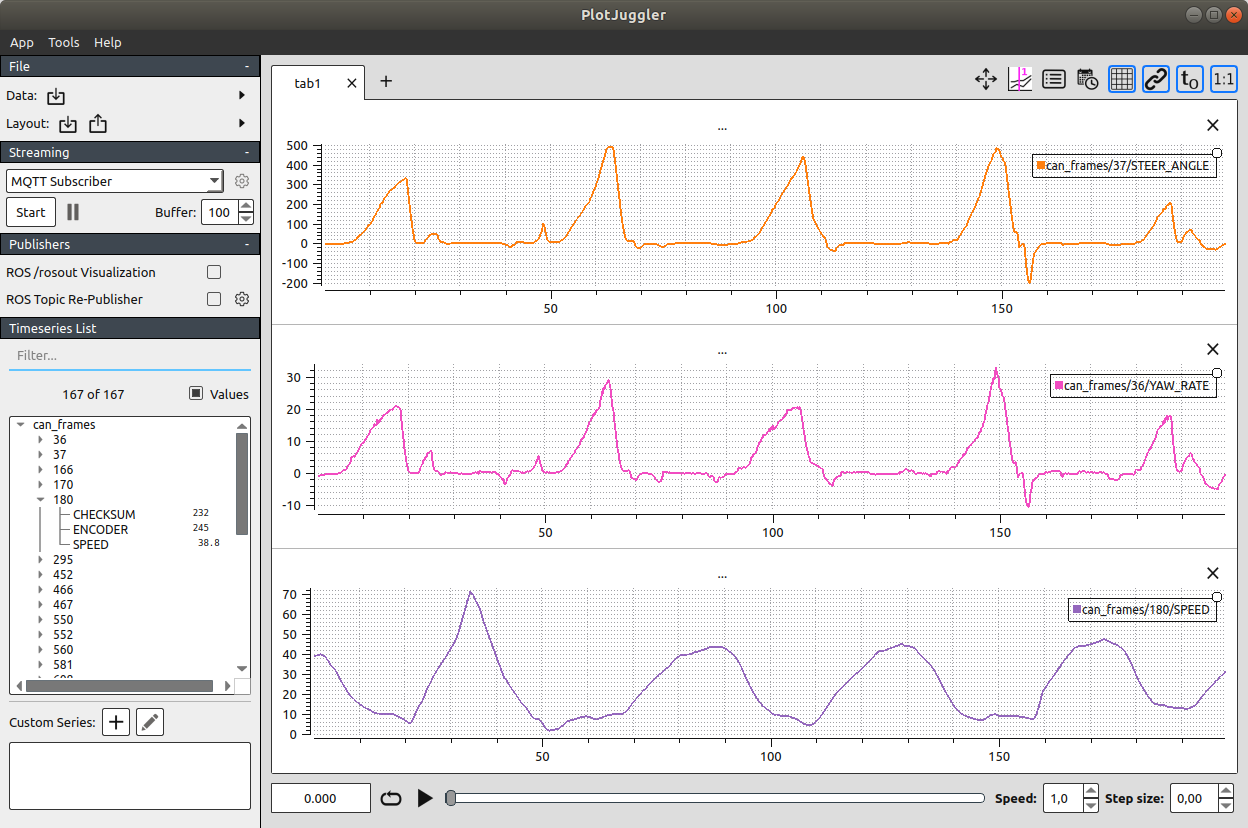 PlotJuggler
App Tools Help
File -
Data:
Layout:
Streaming -
MQTT Subscriber
Start Buffer: 100
Publishers -
ROS /rosout Visualization
ROS Topic Re-Publisher
Timeseries List
Filter...
167 of 167 Values
can_frames
36
37
166
170
180
CHECKSUM 232
ENCODER 245
SPEED 38.8
295
452
466
467
550
552
560
581
Custom Series:
tab1
1
t0
1:1
...
can_frames/37/STEER_ANGLE
500
400
300
200
100
0
-100
-200
50 100 150
...
can_frames/36/YAW_RATE
30
20
10
0
-10
50 100 150
...
can_frames/180/SPEED
70
60
50
40
30
20
10
0
50 100 150
0.000 Speed: 1,0 Step size: 0,00